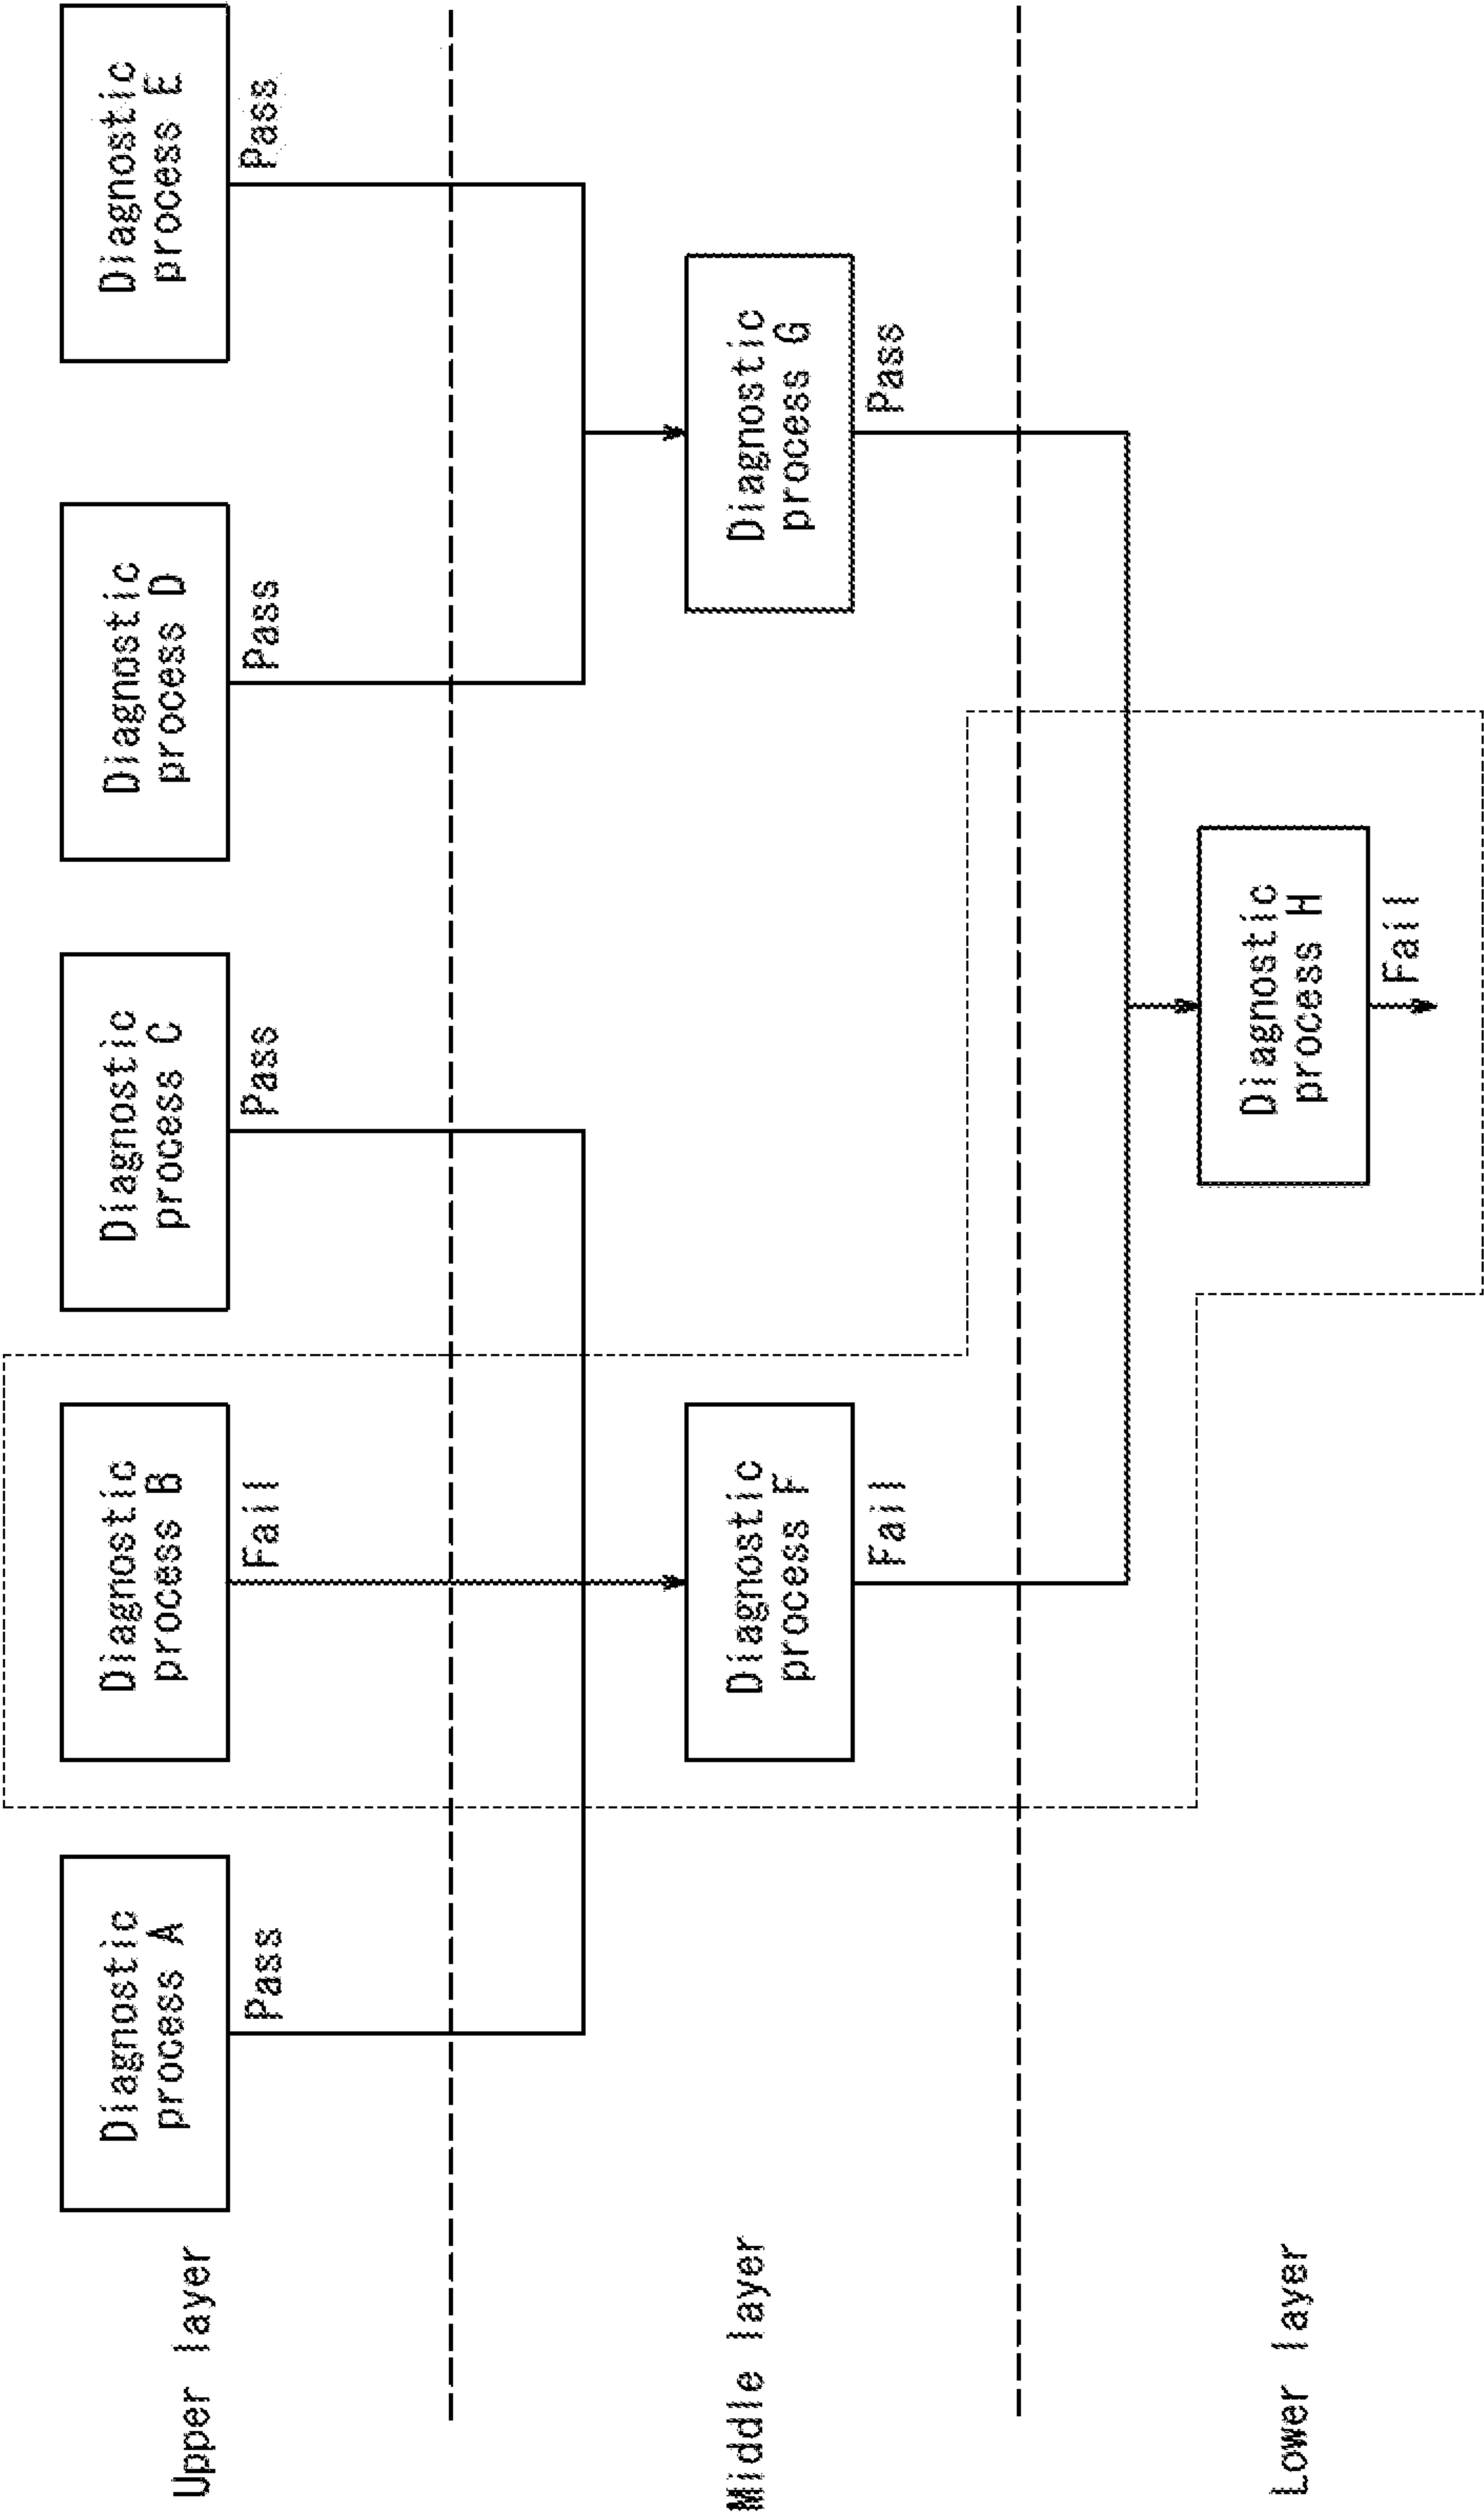 Upper layer
Diagnostic
process A
Pass
Diagnostic
process B
Fail
Diagnostic
process C
Pass
Diagnostic
process D
Pass
Diagnostic
process E
Pass
Middle layer
Diagnostic
process F
Fail
Diagnostic
process G
Pass
Lower layer
Diagnostic
process H
Fail